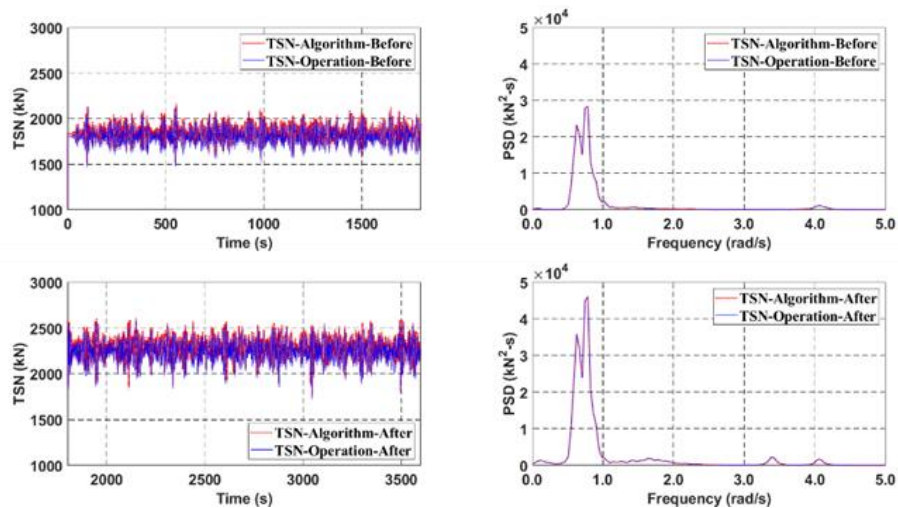 3000
2500
2000
1500
1000
TSN (kN)
0 500 1000 1500
Time (s)
TSN-Algorithm-Before
TSN-Operation-Before
× 10⁴
5
4
3
2
1
0
PSD (kN²-s)
0.0 1.0 2.0 3.0 4.0 5.0
Frequency (rad/s)
TSN-Algorithm-Before
TSN-Operation-Before
3000
2500
2000
1500
1000
TSN (kN)
2000 2500 3000 3500
Time (s)
TSN-Algorithm-After
TSN-Operation-After
× 10⁴
5
4
3
2
1
0
PSD (kN²-s)
0.0 1.0 2.0 3.0 4.0 5.0
Frequency (rad/s)
TSN-Algorithm-After
TSN-Operation-After